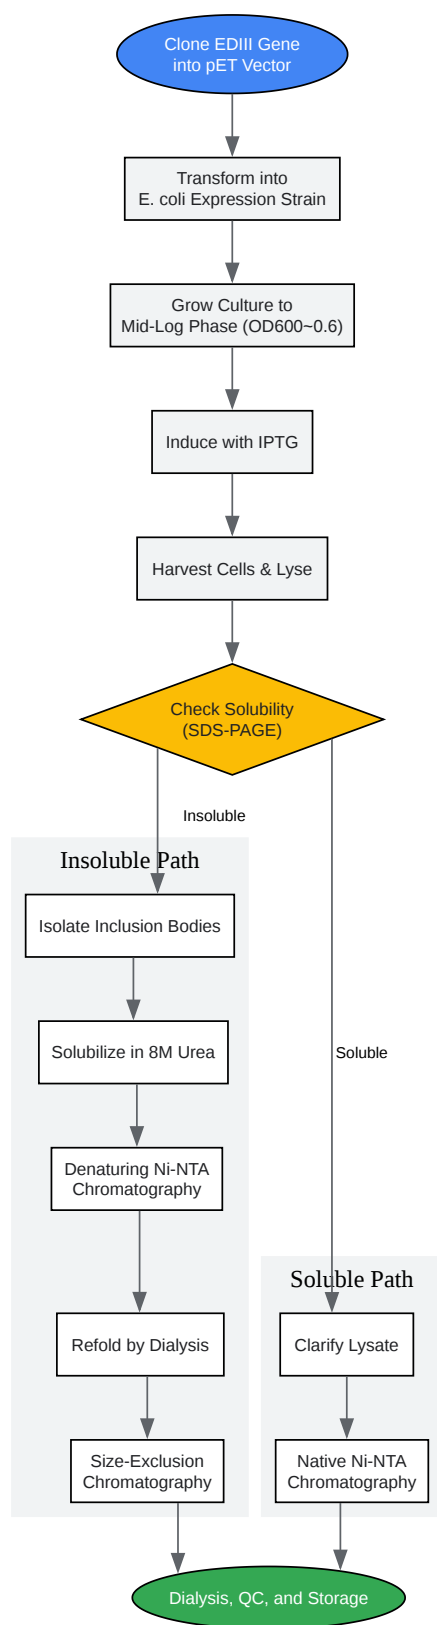 Clone EDIII Gene
into pET Vector
Transform into
E. coli Expression Strain
Grow Culture to
Mid-Log Phase (OD600~0.6)
Induce with IPTG
Harvest Cells & Lyse
Check Solubility
(SDS-PAGE)
Insoluble
Insoluble Path
Isolate Inclusion Bodies
Solubilize in 8M Urea
Soluble
Denaturing Ni-NTA
Chromatography
Soluble Path
Refold by Dialysis
Clarify Lysate
Size-Exclusion
Chromatography
Native Ni-NTA
Chromatography
Dialysis, QC, and Storage